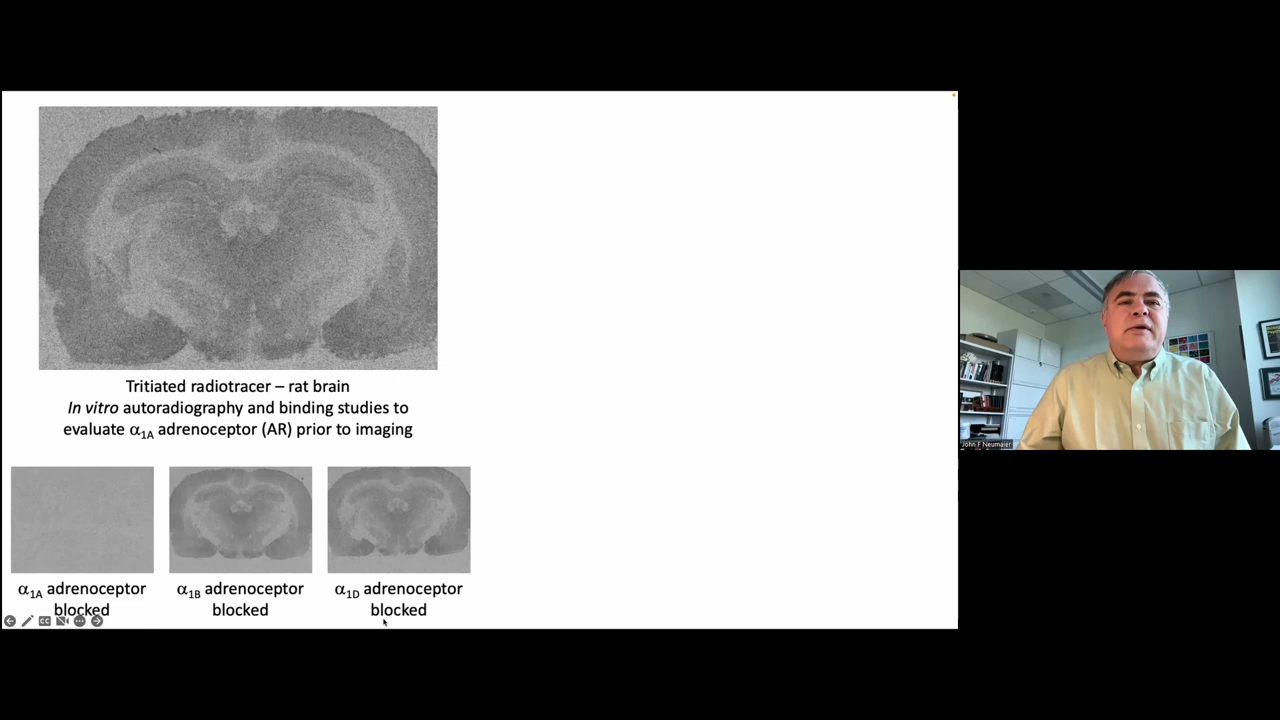 Tritiated radiotracer – rat brain
In vitro autoradiography and binding studies to
evaluate α1A adrenoceptor (AR) prior to imaging
α1A adrenoceptor
blocked
α1B adrenoceptor
blocked
α1D adrenoceptor
blocked
CC
John F Neumaier